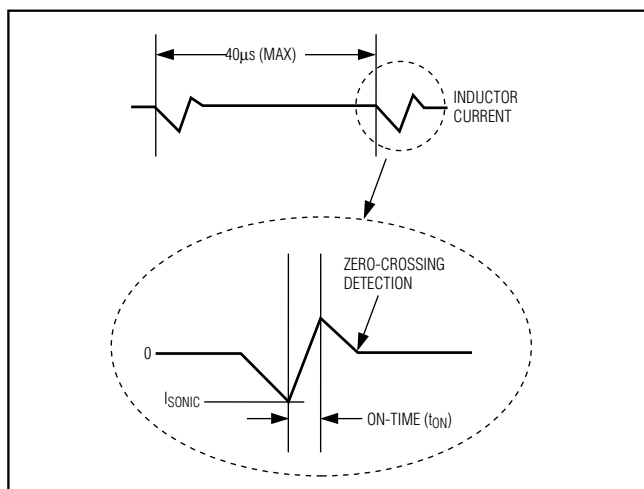 40µs (MAX)
INDUCTOR
CURRENT
ZERO-CROSSING
DETECTION
0
ISONIC
ON-TIME (tON)